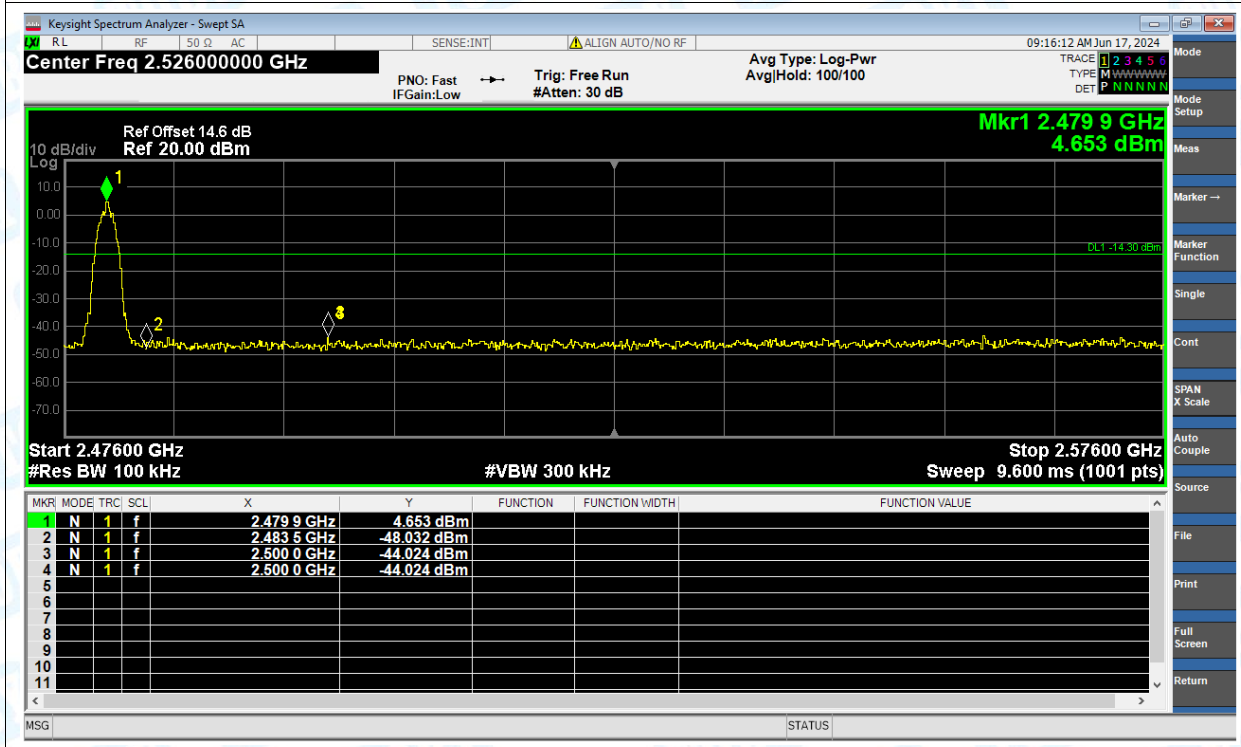 Keysight Spectrum Analyzer - Swept SA
LXI RL RF 50 Ω AC SENSE:INT ALIGN AUTO/NO RF 09:16:12 AM Jun 17, 2024
Center Freq 2.526000000 GHz
PNO: Fast
IFGain:Low
Trig: Free Run
#Atten: 30 dB
Avg Type: Log-Pwr
Avg|Hold: 100/100
TRACE 1 2 3 4 5 6
TYPE M WWWWW
DET P N N N N N
Mkr1 2.479 9 GHz
4.653 dBm
Ref Offset 14.6 dB
10 dB/div Ref 20.00 dBm
Log
10.0
0.00
-10.0
-20.0
-30.0
-40.0
-50.0
-60.0
-70.0
1
2
DL1 -14.30 dBm
Start 2.47600 GHz Stop 2.57600 GHz
#Res BW 100 kHz #VBW 300 kHz Sweep 9.600 ms (1001 pts)
MKR MODE TRC SCL X Y FUNCTION FUNCTION WIDTH FUNCTION VALUE
1 N 1 f 2.479 9 GHz 4.653 dBm
2 N 1 f 2.483 5 GHz -48.032 dBm
3 N 1 f 2.500 0 GHz -44.024 dBm
4 N 1 f 2.500 0 GHz -44.024 dBm
5
6
7
8
9
10
11
MSG STATUS
Mode
Mode
Setup
Meas
Marker →
Marker
Function
Single
Cont
SPAN
X Scale
Auto
Couple
Source
File
Print
Full
Screen
Return